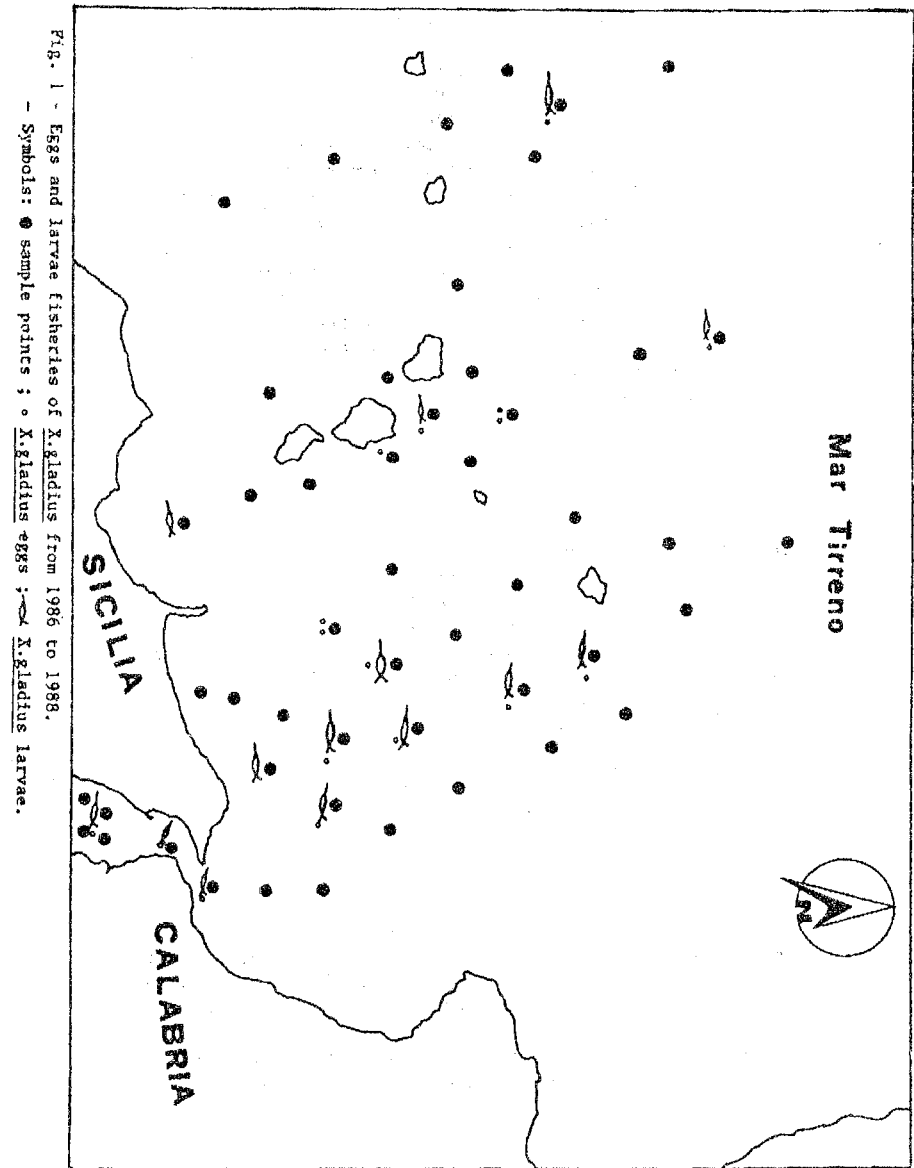 Mar Tirreno
N
SICILIA
CALABRIA
Fig. 1 - Eggs and larvae fisheries of X.gladius from 1986 to 1988.
- Symbols: ● sample points ; ∘ X.gladius eggs ; X.gladius larvae.